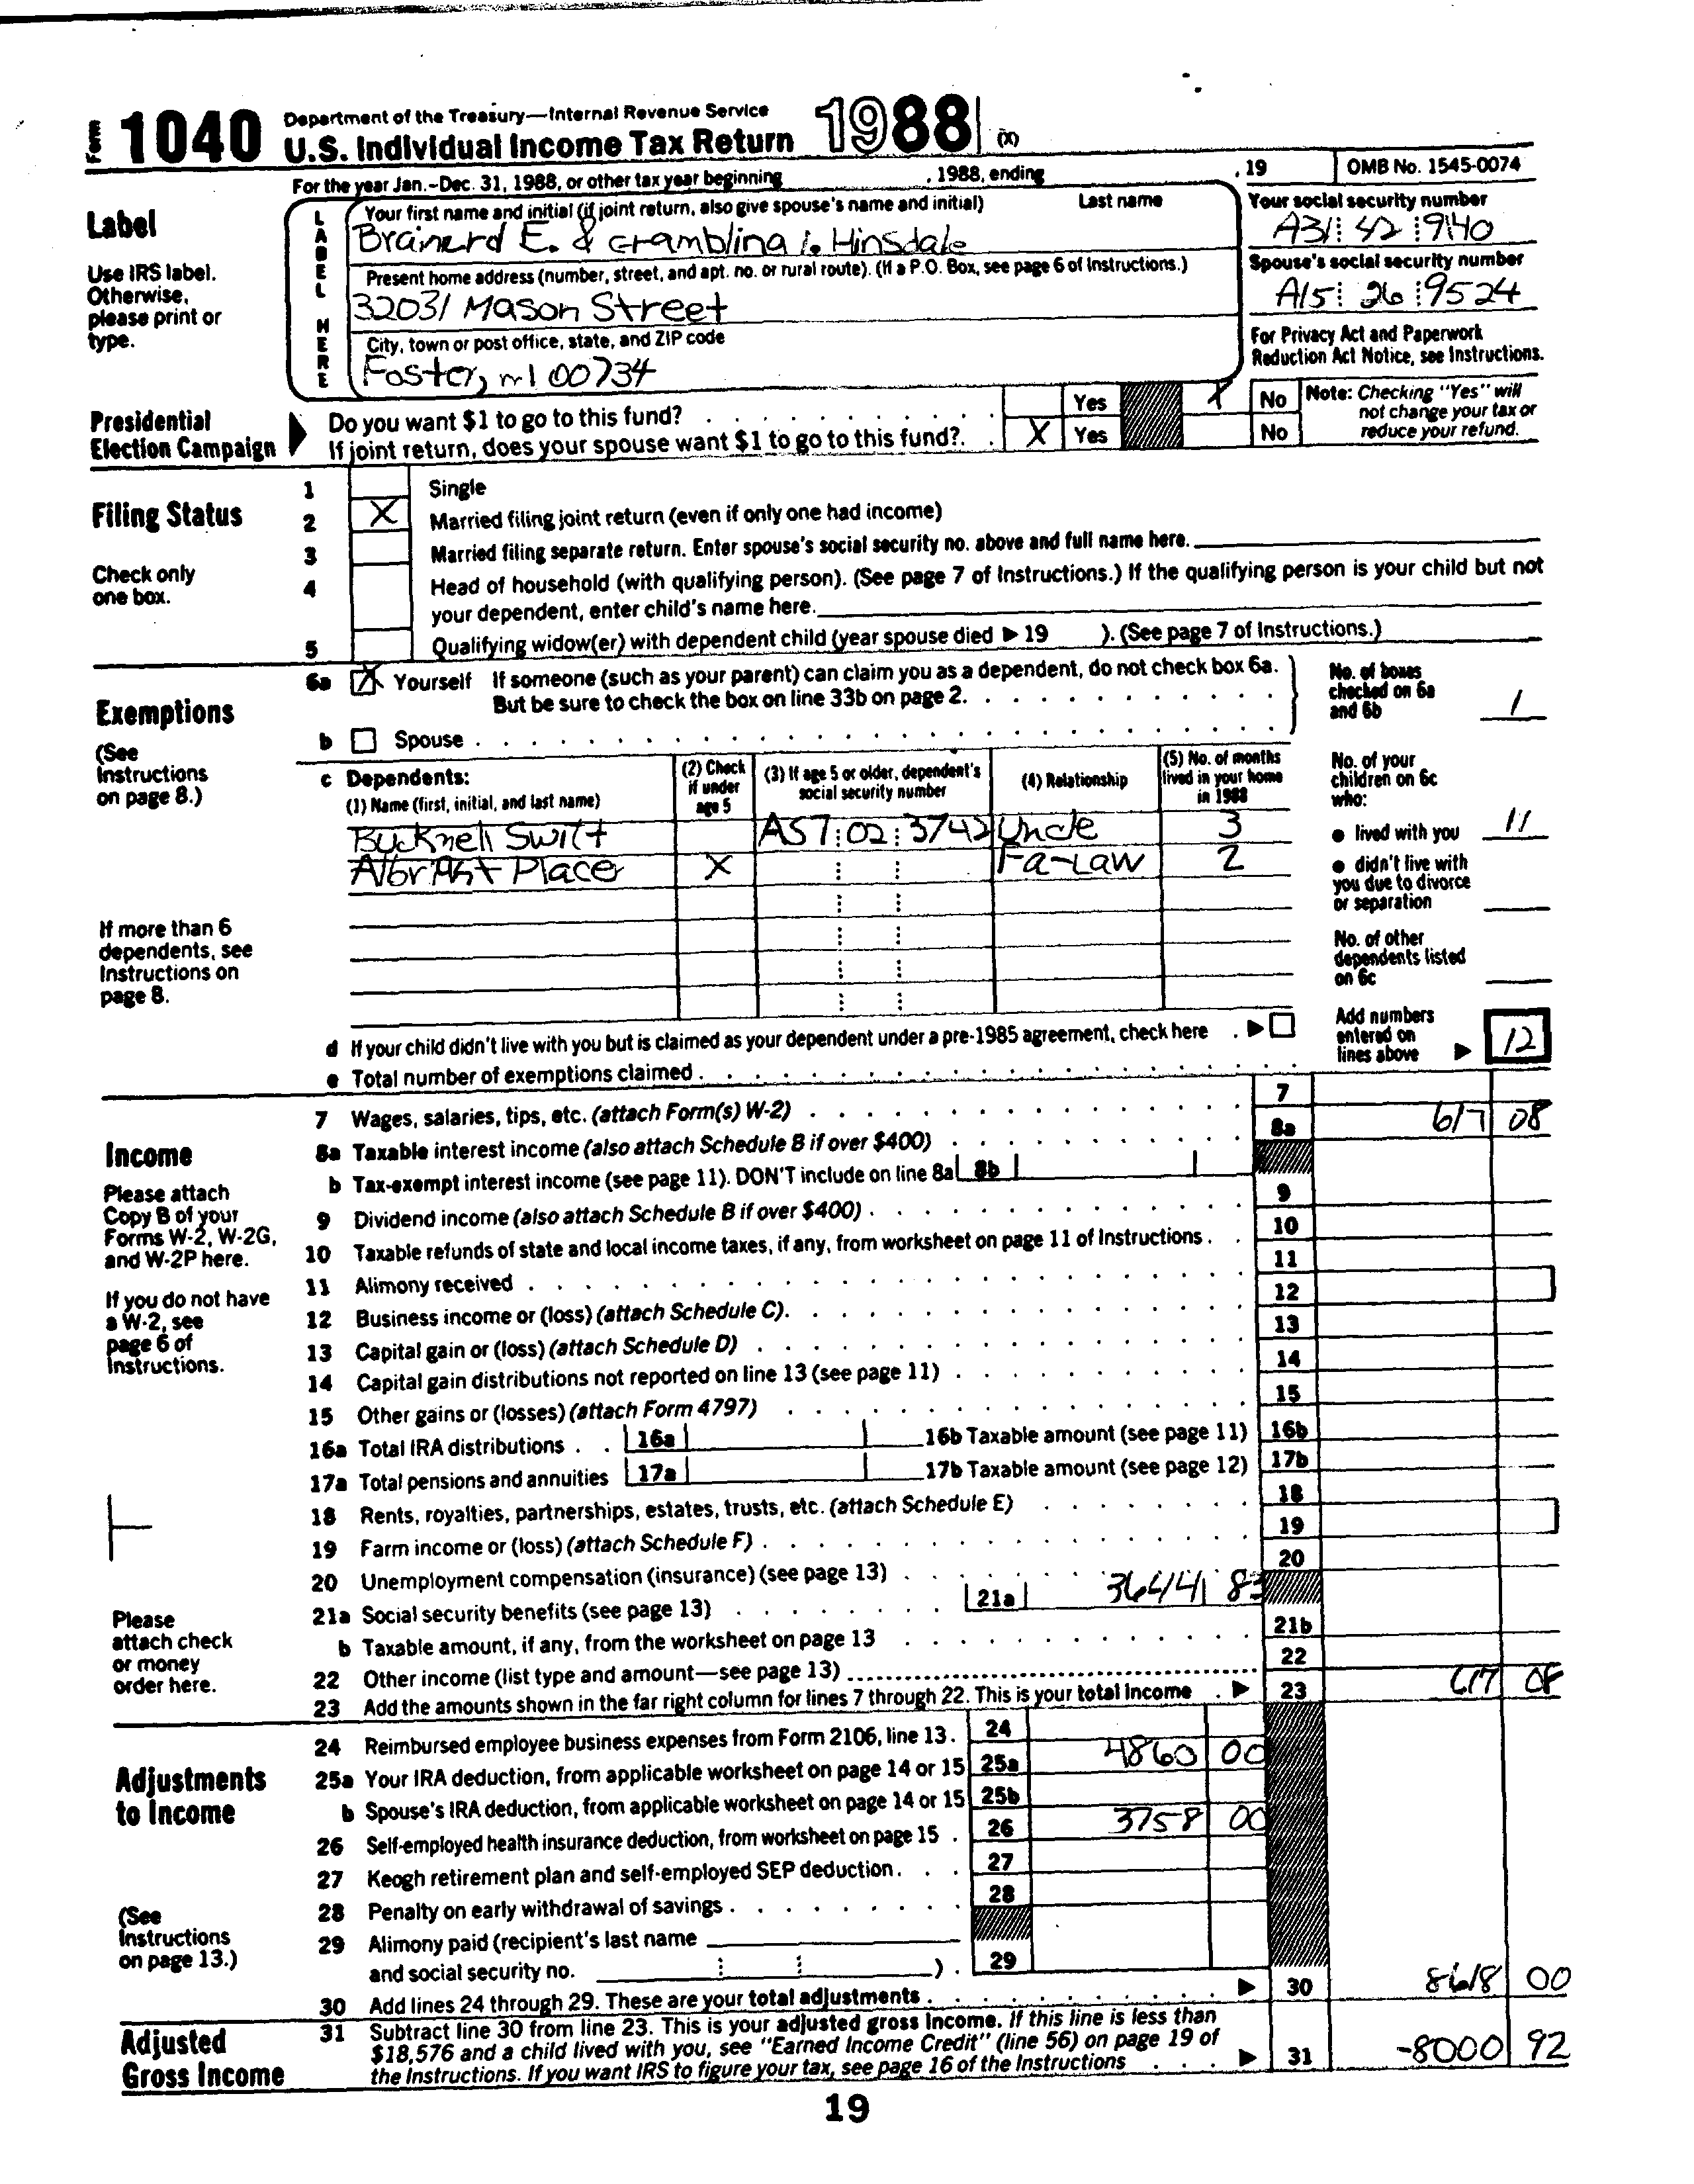 Form 1040 Department of the Treasury—Internal Revenue Service
U.S. Individual Income Tax Return 1988 (X)
For the year Jan.-Dec. 31, 1988, or other tax year beginning , 1988, ending , 19 OMB No. 1545-0074
Label
Use IRS label. Otherwise, please print or type.
LABEL HERE
Your first name and initial (if joint return, also give spouse's name and initial) Last name
Brainerd E. & Gramblina i. Hinsdale
Your social security number
A31 42 9140
Present home address (number, street, and apt. no. or rural route). (If a P.O. Box, see page 6 of Instructions.)
32031 Mason Street
Spouse's social security number
A15 26 9524
City, town or post office, state, and ZIP code
Foster, mI 00734
For Privacy Act and Paperwork Reduction Act Notice, see Instructions.
Presidential Election Campaign
Do you want $1 to go to this fund? Yes X No
If joint return, does your spouse want $1 to go to this fund? X Yes No
Note: Checking "Yes" will not change your tax or reduce your refund.
Filing Status
Check only one box.
1 Single
2 X Married filing joint return (even if only one had income)
3 Married filing separate return. Enter spouse's social security no. above and full name here.
4 Head of household (with qualifying person). (See page 7 of Instructions.) If the qualifying person is your child but not
your dependent, enter child's name here.
5 Qualifying widow(er) with dependent child (year spouse died ▶ 19 ). (See page 7 of Instructions.)
Exemptions
(See Instructions on page 8.)
6a X Yourself If someone (such as your parent) can claim you as a dependent, do not check box 6a.
But be sure to check the box on line 33b on page 2.
b Spouse
No. of boxes checked on 6a and 6b 1
c Dependents:
(1) Name (first, initial, and last name)
(2) Check if under age 5
(3) If age 5 or older, dependent's social security number
(4) Relationship
(5) No. of months lived in your home in 1988
Bucknell Swift A57 02 3742 Uncle 3
Albright Place X Fa-Law 2
No. of your children on 6c who:
● lived with you 11
● didn't live with you due to divorce or separation
No. of other dependents listed on 6c
If more than 6 dependents, see Instructions on page 8.
d If your child didn't live with you but is claimed as your dependent under a pre-1985 agreement, check here ▶
e Total number of exemptions claimed
Add numbers entered on lines above ▶ 12
Income
Please attach Copy B of your Forms W-2, W-2G, and W-2P here.
If you do not have a W-2, see page 6 of Instructions.
Please attach check or money order here.
7 Wages, salaries, tips, etc. (attach Form(s) W-2) 7
8a Taxable interest income (also attach Schedule B if over $400) 8a 617 08
b Tax-exempt interest income (see page 11). DON'T include on line 8a 8b
9 Dividend income (also attach Schedule B if over $400) 9
10 Taxable refunds of state and local income taxes, if any, from worksheet on page 11 of Instructions 10
11 Alimony received 11
12 Business income or (loss) (attach Schedule C) 12
13 Capital gain or (loss) (attach Schedule D) 13
14 Capital gain distributions not reported on line 13 (see page 11) 14
15 Other gains or (losses) (attach Form 4797) 15
16a Total IRA distributions 16a 16b Taxable amount (see page 11) 16b
17a Total pensions and annuities 17a 17b Taxable amount (see page 12) 17b
18 Rents, royalties, partnerships, estates, trusts, etc. (attach Schedule E) 18
19 Farm income or (loss) (attach Schedule F) 19
20 Unemployment compensation (insurance) (see page 13) 20
21a Social security benefits (see page 13) 21a 36441 83
b Taxable amount, if any, from the worksheet on page 13 21b
22 Other income (list type and amount—see page 13) 22
23 Add the amounts shown in the far right column for lines 7 through 22. This is your total income ▶ 23 617 08
Adjustments to Income
(See Instructions on page 13.)
24 Reimbursed employee business expenses from Form 2106, line 13. 24
25a Your IRA deduction, from applicable worksheet on page 14 or 15 25a 4860 00
b Spouse's IRA deduction, from applicable worksheet on page 14 or 15 25b
26 Self-employed health insurance deduction, from worksheet on page 15 26 3758 00
27 Keogh retirement plan and self-employed SEP deduction 27
28 Penalty on early withdrawal of savings 28
29 Alimony paid (recipient's last name
and social security no. ) 29
30 Add lines 24 through 29. These are your total adjustments ▶ 30 8618 00
Adjusted Gross Income
31 Subtract line 30 from line 23. This is your adjusted gross income. If this line is less than
$18,576 and a child lived with you, see "Earned Income Credit" (line 56) on page 19 of
the Instructions. If you want IRS to figure your tax, see page 16 of the Instructions ▶ 31 -8000 92
19